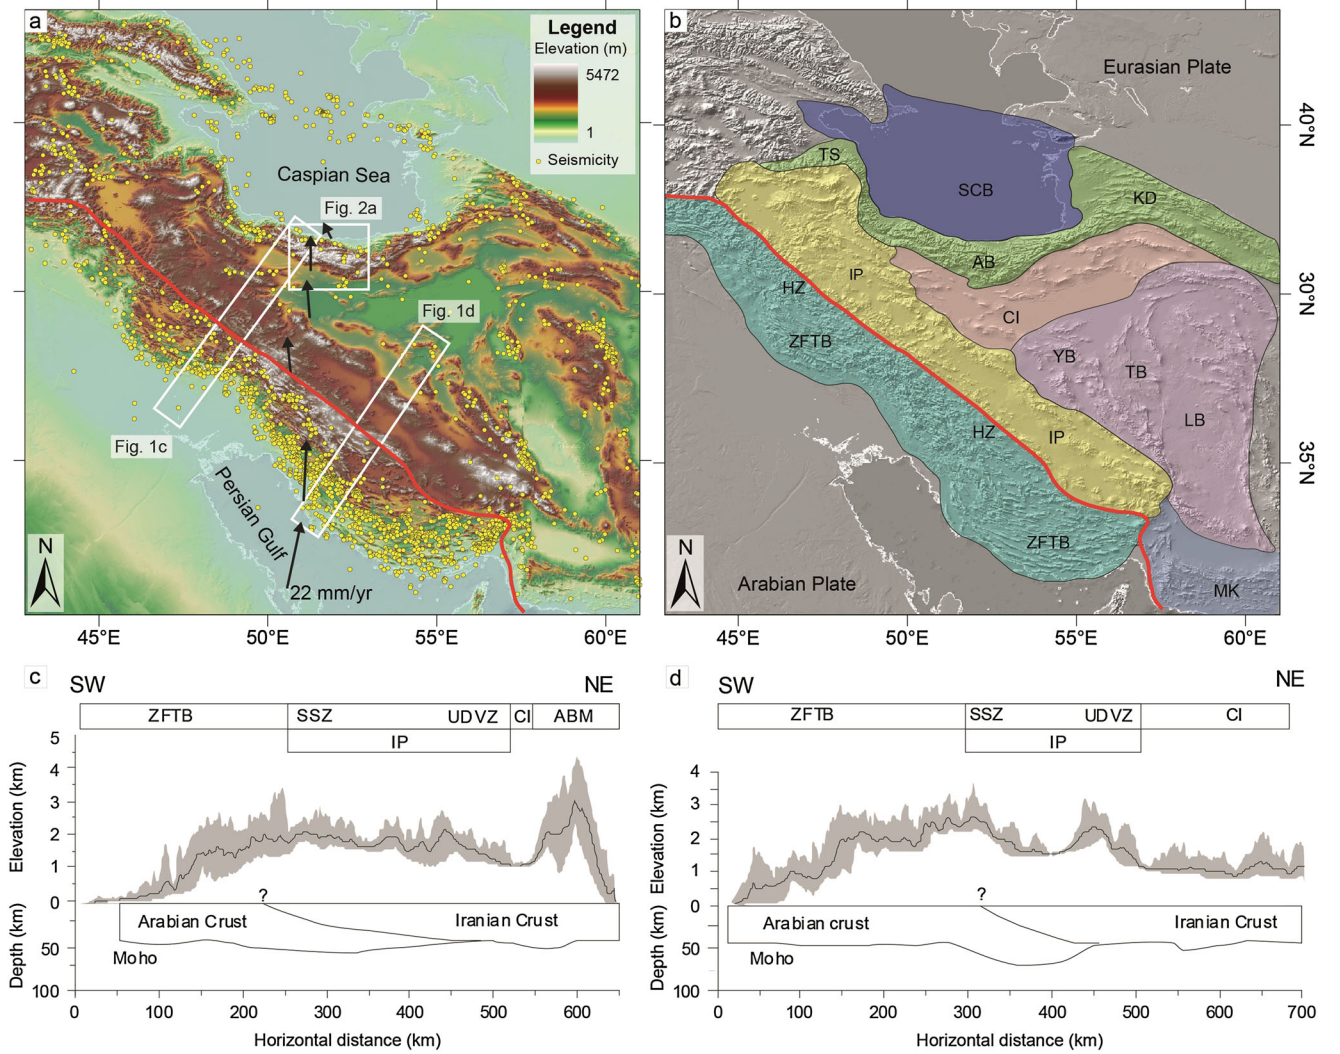 a
Legend
Elevation (m)
5472
1
Seismicity
Caspian Sea
Fig. 2a
Fig. 1d
Fig. 1c
Persian Gulf
22 mm/yr
N
45°E
50°E
55°E
60°E
b
Eurasian Plate
40°N
TS
SCB
KD
AB
IP
HZ
CI
30°N
ZFTB
YB
TB
LB
HZ
IP
35°N
ZFTB
Arabian Plate
MK
N
45°E
50°E
55°E
60°E
c
SW
NE
ZFTB
SSZ
UDVZ
CI
ABM
IP
Elevation (km)
5
4
3
2
1
0
?
Arabian Crust
Iranian Crust
Moho
Depth (km)
50
100
0
100
200
300
400
500
600
Horizontal distance (km)
d
SW
NE
ZFTB
SSZ
UDVZ
CI
IP
Elevation (km)
4
3
2
1
0
?
Arabian crust
Iranian Crust
Moho
Depth (km)
50
100
0
50
100
200
300
400
500
600
700
Horizontal distance (km)